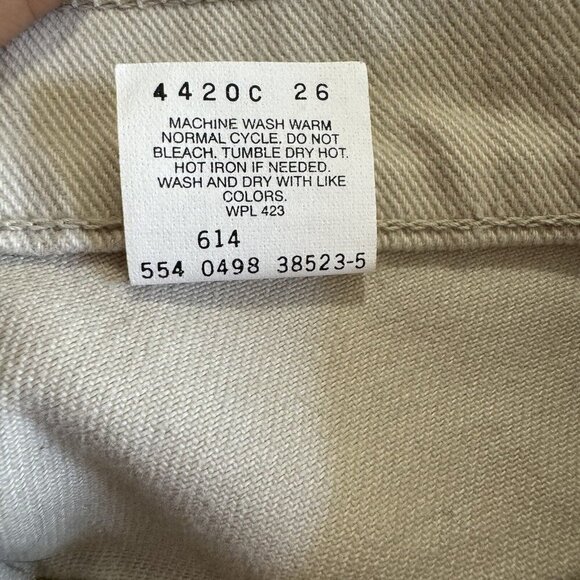 4420C 26
MACHINE WASH WARM
NORMAL CYCLE. DO NOT
BLEACH. TUMBLE DRY HOT.
HOT IRON IF NEEDED.
WASH AND DRY WITH LIKE
COLORS.
WPL 423
614
554 0498 38523-5